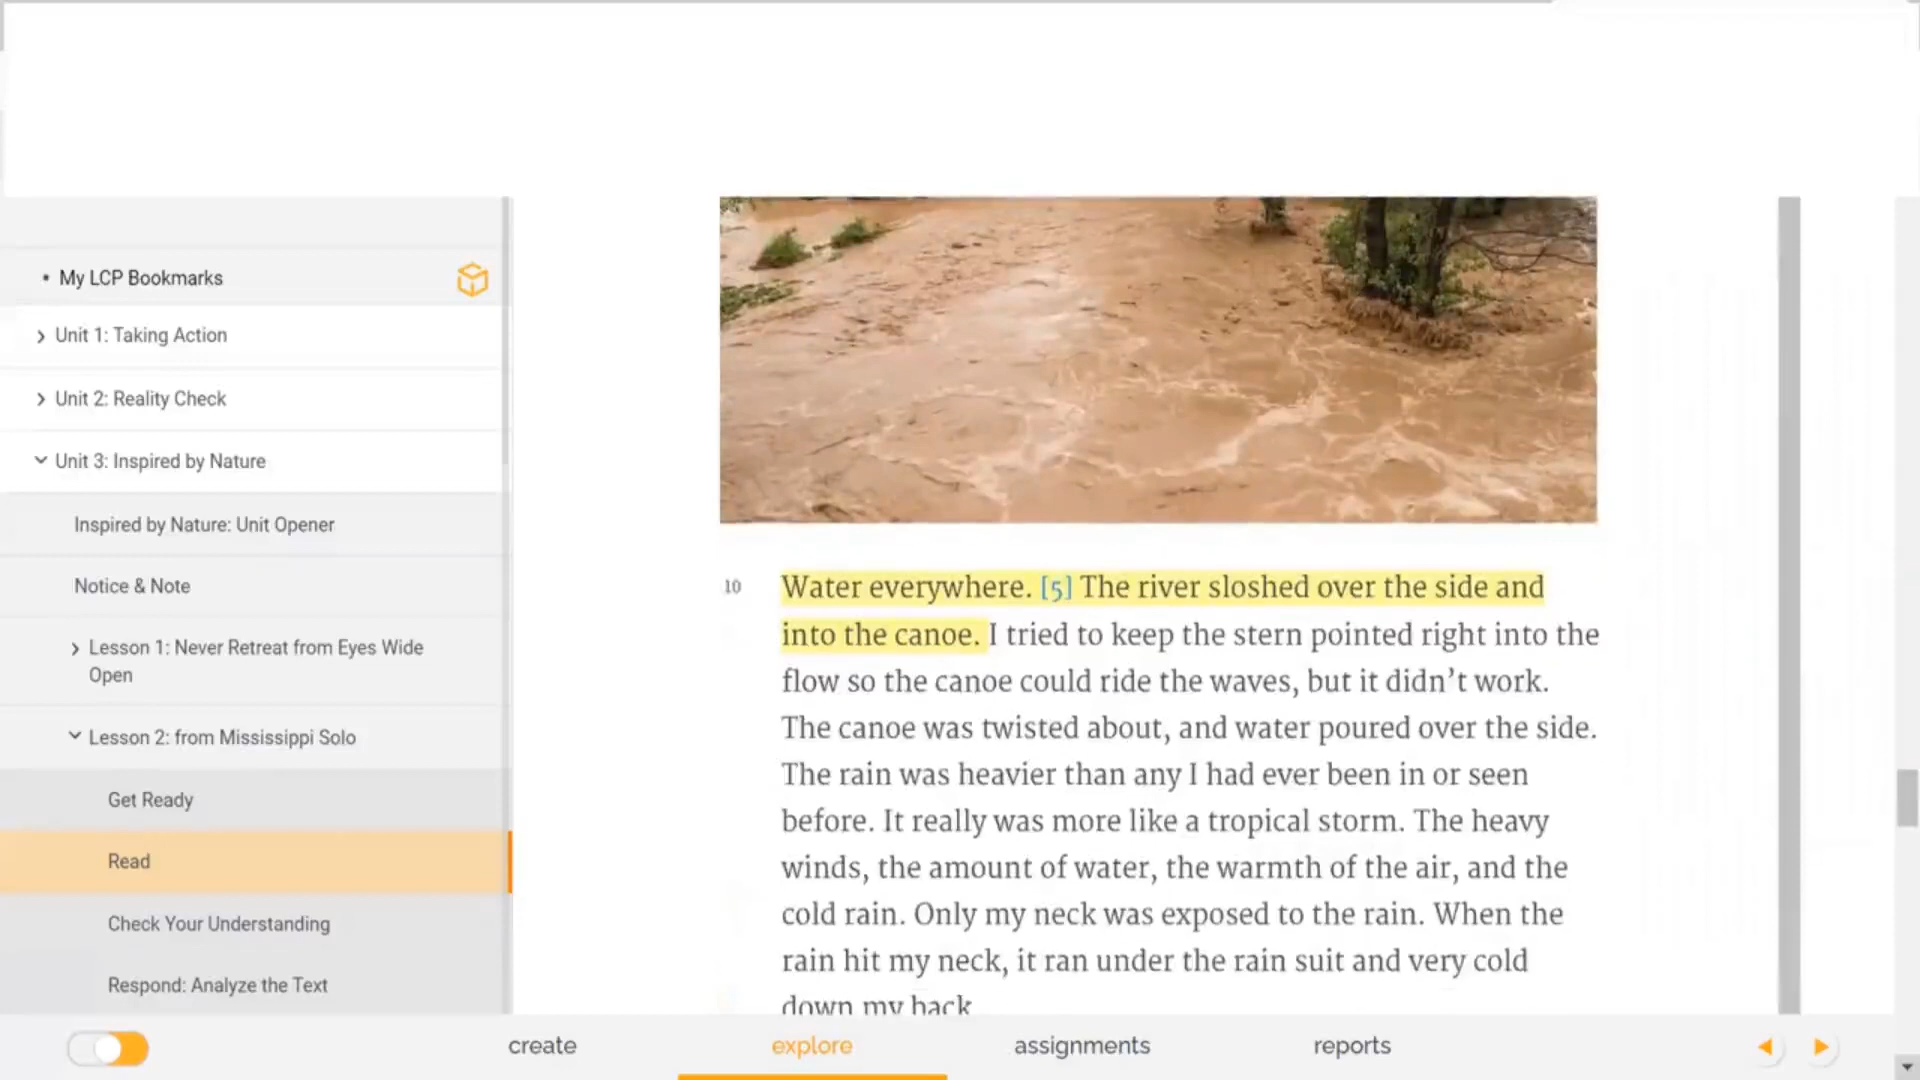 • My LCP Bookmarks
Unit 1: Taking Action
Unit 2: Reality Check
Unit 3: Inspired by Nature
Inspired by Nature: Unit Opener
Notice & Note
Lesson 1: Never Retreat from Eyes Wide
Open
Lesson 2: from Mississippi Solo
Get Ready
Read
Check Your Understanding
Respond: Analyze the Text
10
Water everywhere. [5] The river sloshed over the side and
into the canoe. I tried to keep the stern pointed right into the
flow so the canoe could ride the waves, but it didn’t work.
The canoe was twisted about, and water poured over the side.
The rain was heavier than any I had ever been in or seen
before. It really was more like a tropical storm. The heavy
winds, the amount of water, the warmth of the air, and the
cold rain. Only my neck was exposed to the rain. When the
rain hit my neck, it ran under the rain suit and very cold
down my back
create
explore
assignments
reports